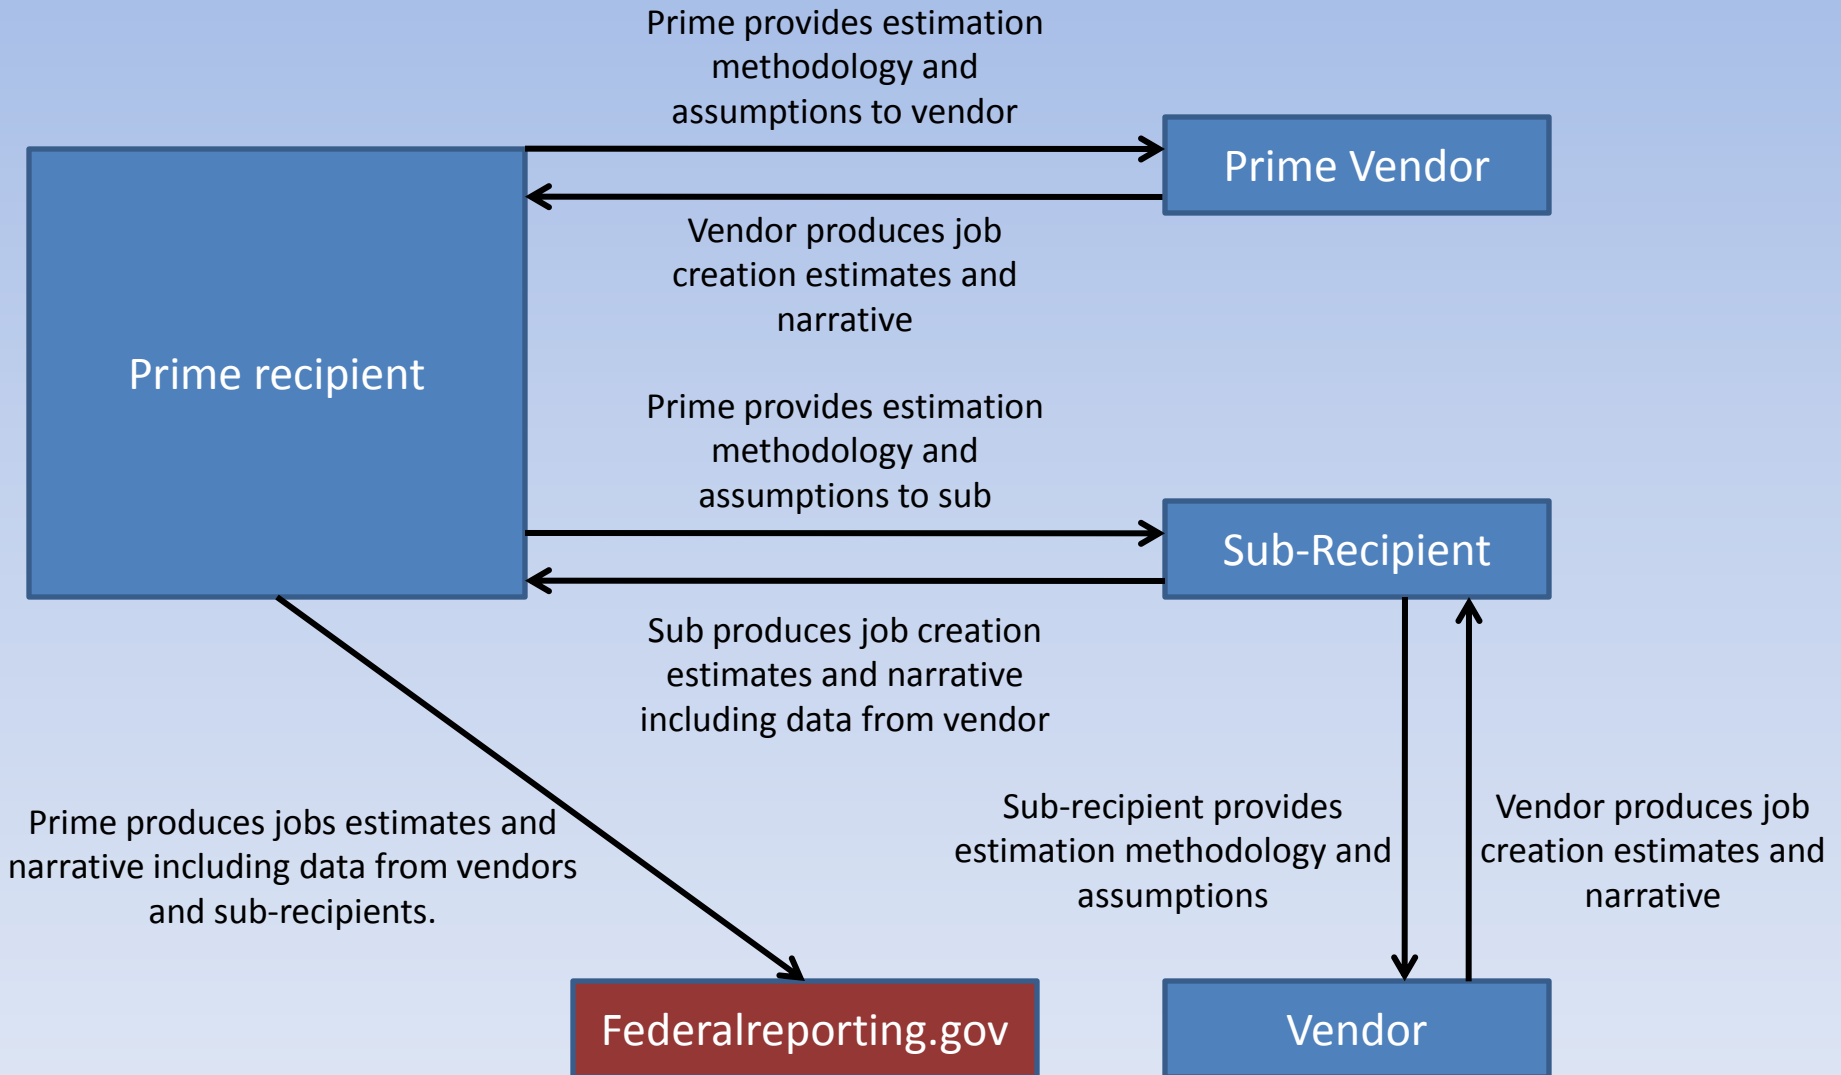 Prime provides estimation
methodology and
assumptions to vendor
Prime Vendor
Vendor produces job
creation estimates and
narrative
Prime recipient
Prime provides estimation
methodology and
assumptions to sub
Sub-Recipient
Sub produces job creation
estimates and narrative
including data from vendor
Prime produces jobs estimates and
narrative including data from vendors
and sub-recipients.
Sub-recipient provides
estimation methodology and
assumptions
Vendor produces job
creation estimates and
narrative
Federalreporting.gov
Vendor